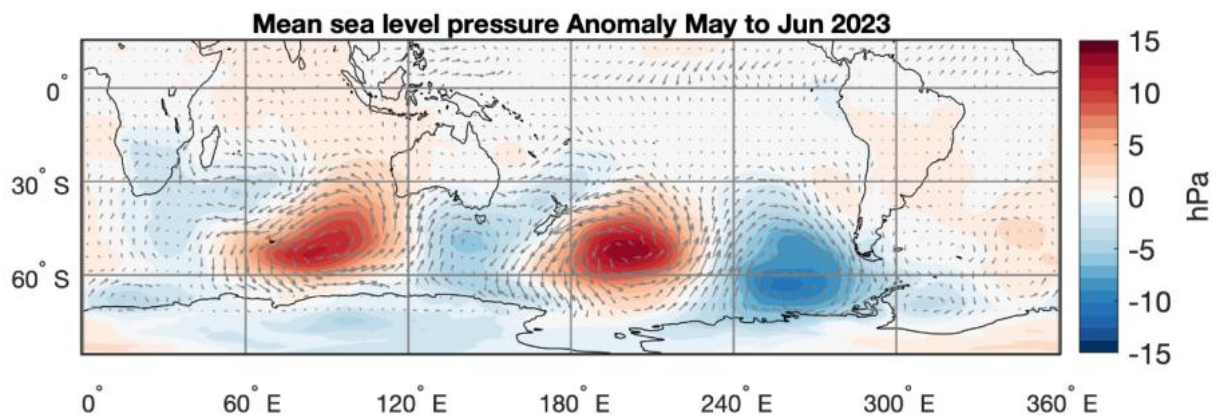 Mean sea level pressure Anomaly May to Jun 2023
0°
30° S
60° S
0°
60° E
120° E
180° E
240° E
300° E
360° E
15
10
5
0
-5
-10
-15
hPa